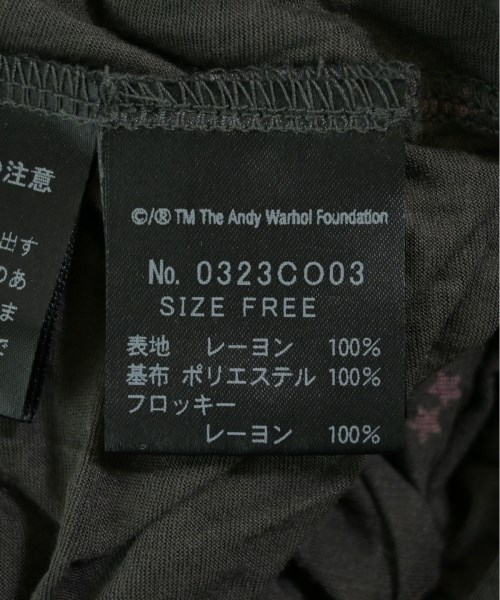 注意
出す
のあ
ま
で
©/® TM The Andy Warhol Foundation
No. 0323CO03
SIZE FREE
表地 レーヨン 100%
基布 ポリエステル 100%
フロッキー
レーヨン 100%